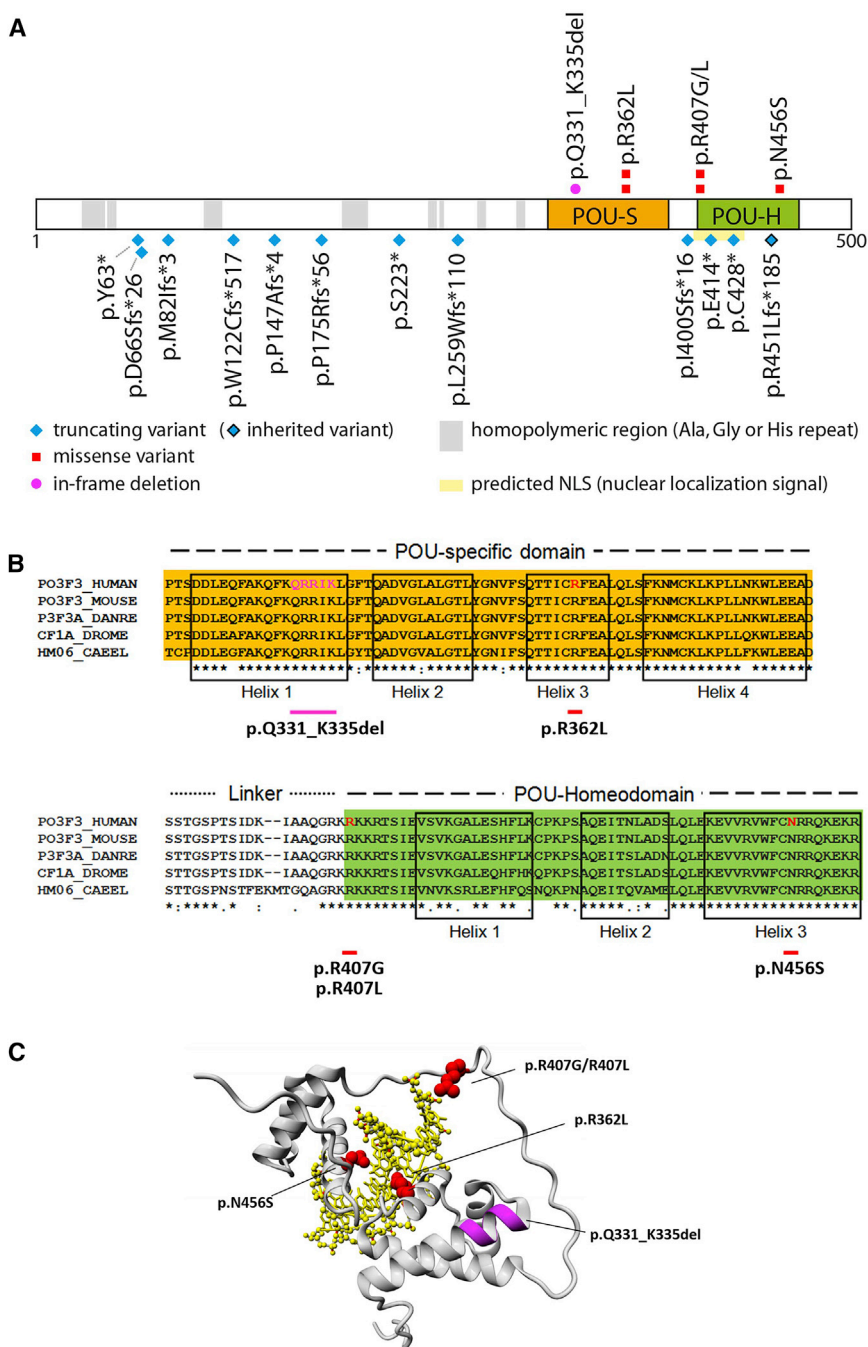 A
p.Q331_K335del
p.R362L
p.R407G/L
p.N456S
POU-S
POU-H
1
500
p.Y63*
p.D66Sfs*26
p.M82Ifs*3
p.W122Cfs*517
p.P147Afs*4
p.P175Rfs*56
p.S223*
p.L259Wfs*110
p.I400Sfs*16
p.E414*
p.C428*
p.R451Lfs*185
truncating variant (inherited variant)
missense variant
in-frame deletion
homopolymeric region (Ala, Gly or His repeat)
predicted NLS (nuclear localization signal)
B
POU-specific domain
PO3F3_HUMAN PTSDDLEQFAKQFKQRRIKLGFTQADVGLALGTLYGNVFSQTTICRFEALQLSFKNMCKLKPLLNKWLEEAD
PO3F3_MOUSE PTSDDLEQFAKQFKQRRIKLGFTQADVGLALGTLYGNVFSQTTICRFEALQLSFKNMCKLKPLLNKWLEEAD
P3F3A_DANRE PTSDDLEQFAKQFKQRRIKLGFTQADVGLALGTLYGNVFSQTTICRFEALQLSFKNMCKLKPLLNKWLEEAD
CF1A_DROME PTSDDLEAFAKQFKQRRIKLGFTQADVGLALGTLYGNVFSQTTICRFEALQLSFKNMCKLKPLLQKWLEEAD
HM06_CAEEL TCPDDLEGFAKQFKQRRIKLGYTQADVGVALGTLYGNIFSQTTICRFEALQLSFKNMCKLKPLLFKWLEEAD
Helix 1
Helix 2
Helix 3
Helix 4
p.Q331_K335del
p.R362L
Linker
POU-Homeodomain
PO3F3_HUMAN SSTGSPTSIDK--IAAQGRKRKKRTSIEVSVKGALESHFLKCPKPSAQEITNLADSLQLEKEVVRVWFCNRRQKEKR
PO3F3_MOUSE SSTGSPTSIDK--IAAQGRKRKKRTSIEVSVKGALESHFLKCPKPSAQEITNLADSLQLEKEVVRVWFCNRRQKEKR
P3F3A_DANRE SSTGSPTSIDK--IAAQGRKRKKRTSIEVSVKGALESHFLKCPKPSAQEITSLADNLQLEKEVVRVWFCNRRQKEKR
CF1A_DROME STTGSPTSIDK--IAAQGRKRKKRTSIEVSVKGALEQHFHKQPKPSAQEITSLADSLQLEKEVVRVWFCNRRQKEKR
HM06_CAEEL STTGSPNSTFEKMTGQAGRKRKKRTSIEVNVKSRLEFHFQSNQKPNAQEITQVAMELQLEKEVVRVWFCNRRQKEKR
Helix 1
Helix 2
Helix 3
p.R407G
p.R407L
p.N456S
C
p.R407G/R407L
p.R362L
p.N456S
p.Q331_K335del